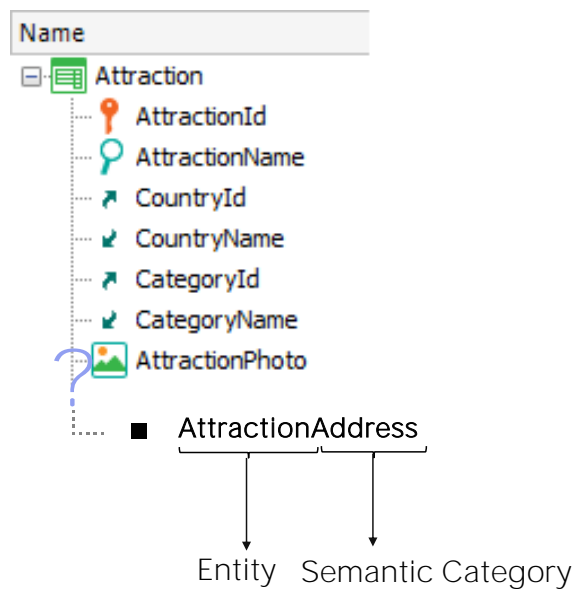 Name
Attraction
AttractionId
AttractionName
CountryId
CountryName
CategoryId
CategoryName
AttractionPhoto
?
AttractionAddress
Entity Semantic Category